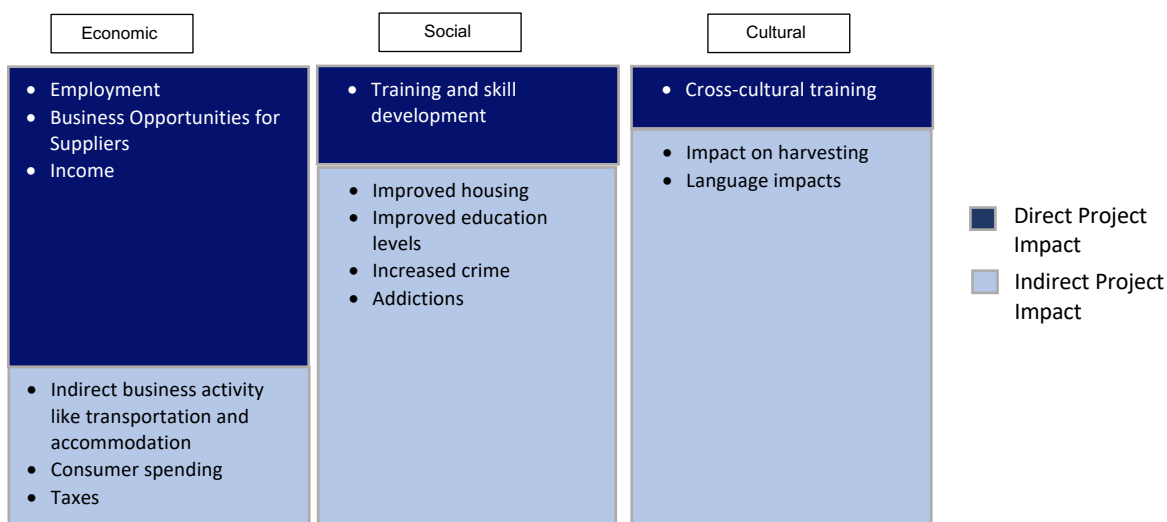 Economic
Social
Cultural
• Employment
• Business Opportunities for
Suppliers
• Income
• Indirect business activity
like transportation and
accommodation
• Consumer spending
• Taxes
• Training and skill
development
• Improved housing
• Improved education
levels
• Increased crime
• Addictions
• Cross-cultural training
• Impact on harvesting
• Language impacts
Direct Project
Impact
Indirect Project
Impact